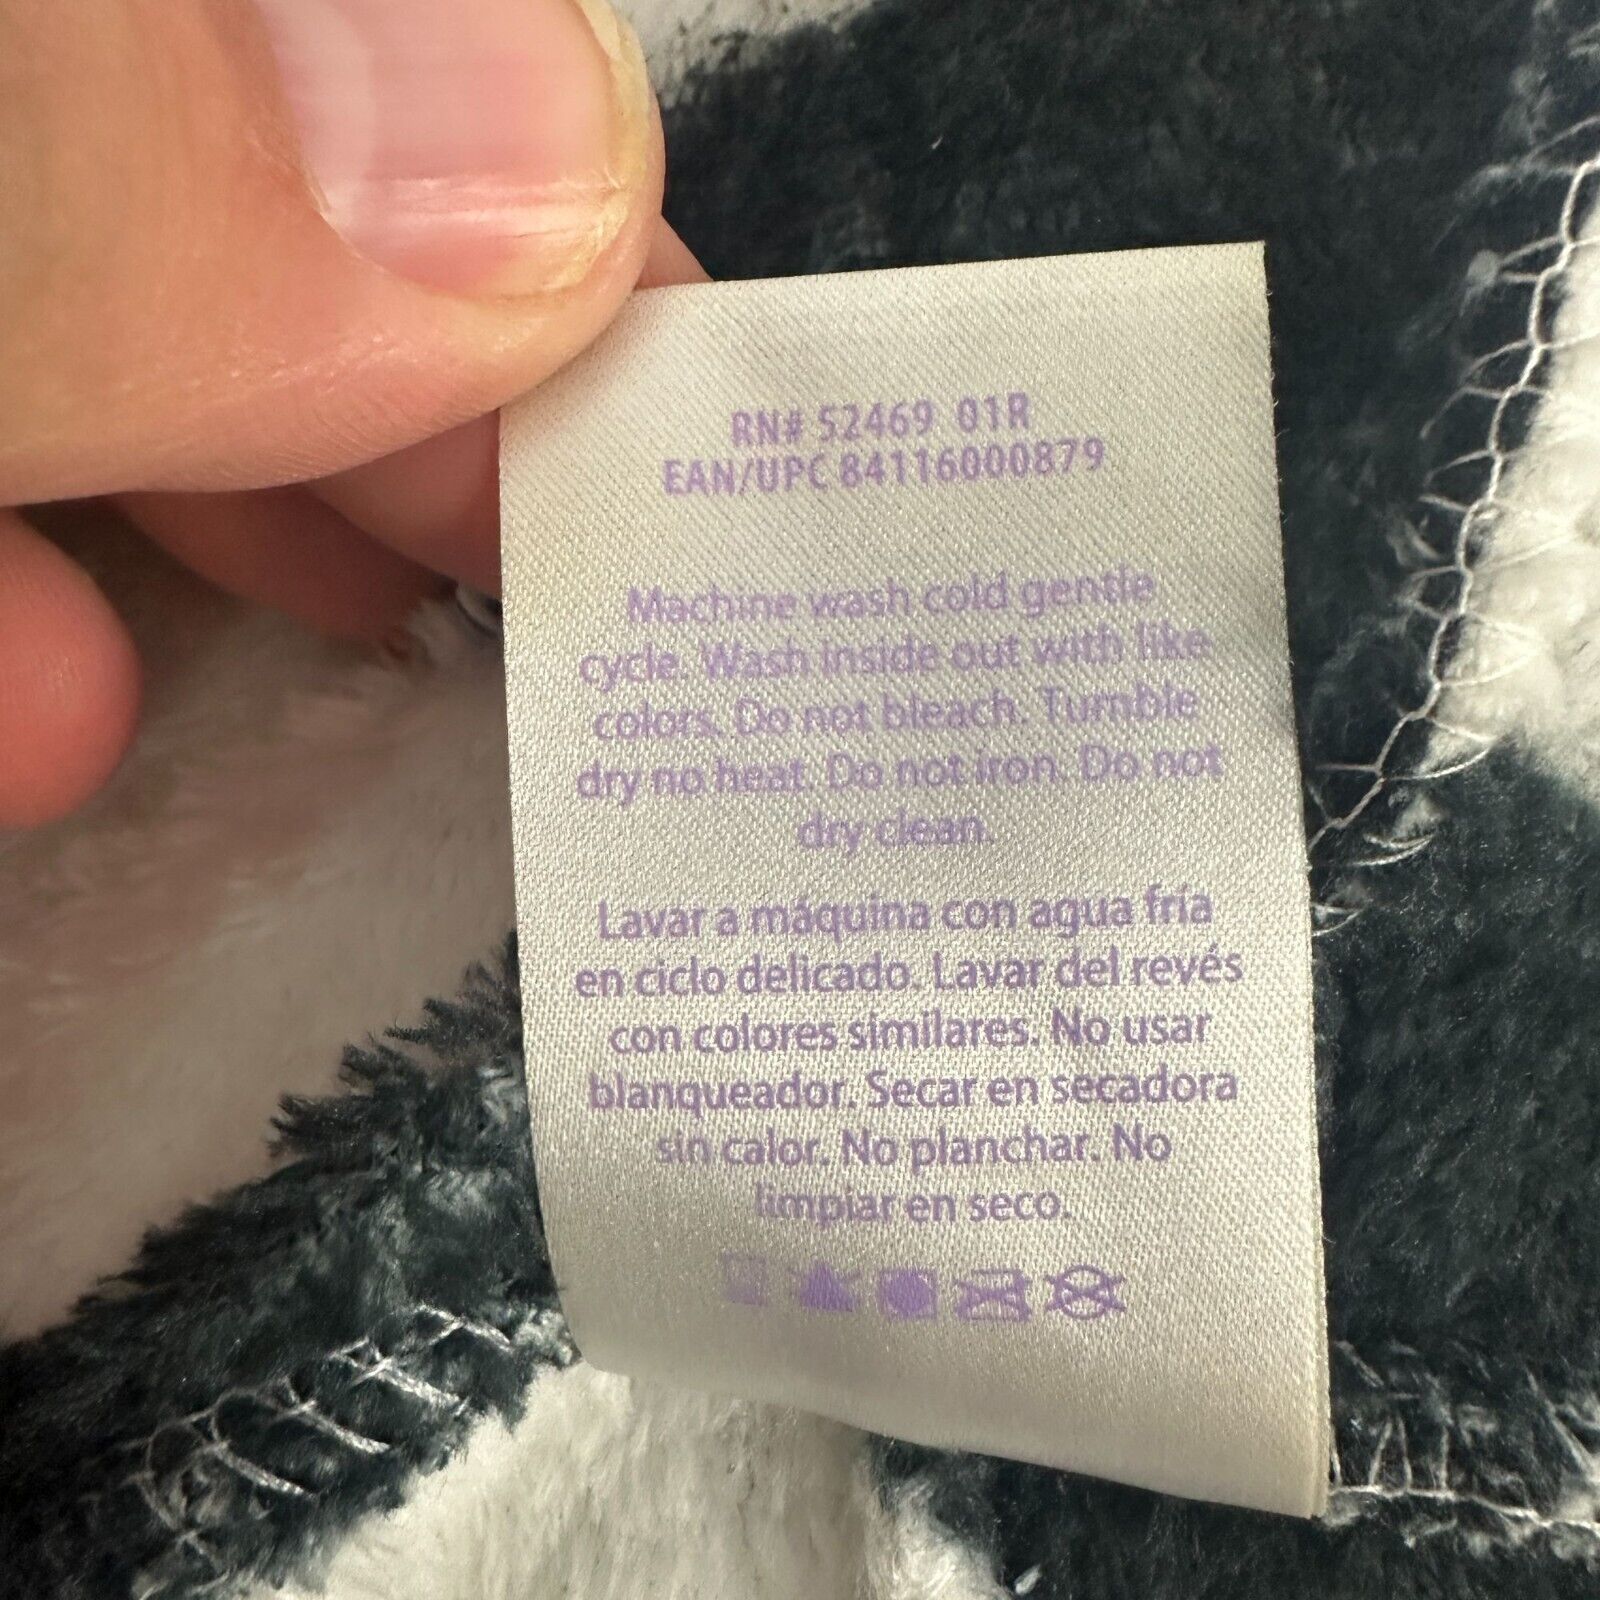 RN# 52469 01R
EAN/UPC 84116000879
Machine wash cold gentle
cycle. Wash inside out with like
colors. Do not bleach. Tumble
dry no heat. Do not iron. Do not
dry clean.
Lavar a máquina con agua fría
en ciclo delicado. Lavar del revés
con colores similares. No usar
blanqueador. Secar en secadora
sin calor. No planchar. No
limpiar en seco.